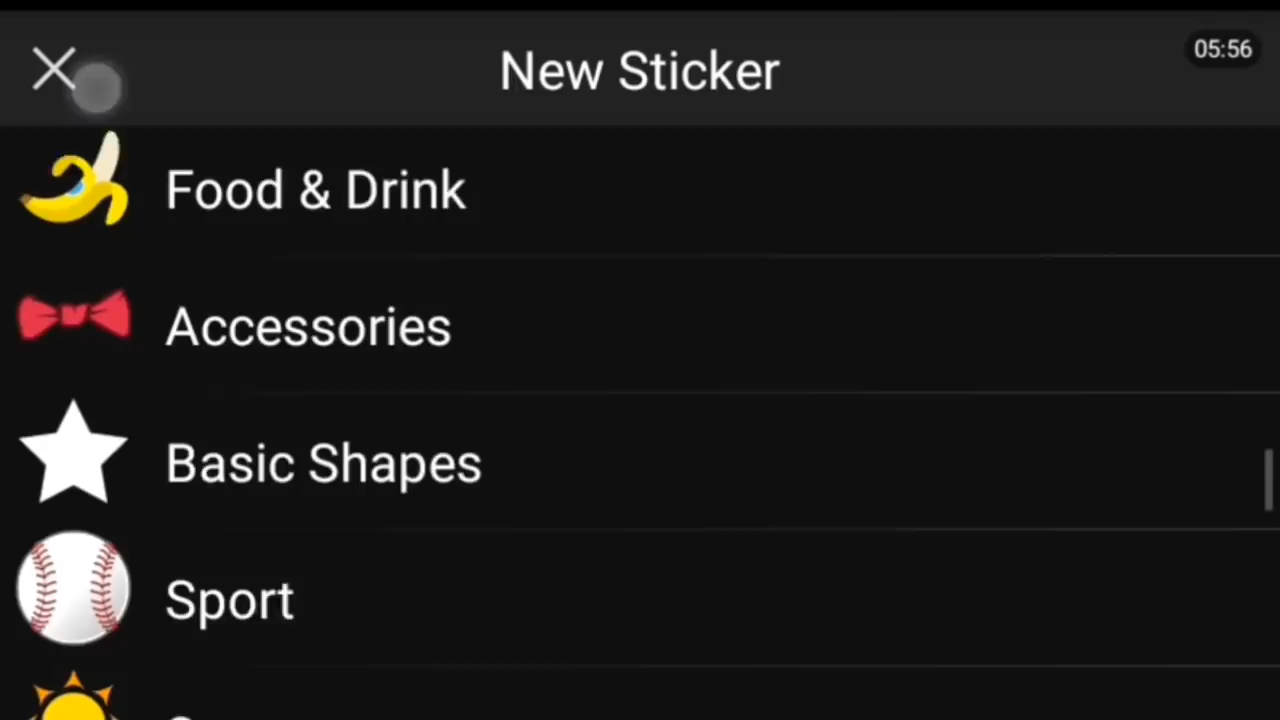 New Sticker
05:56
Food & Drink
Accessories
Basic Shapes
Sport